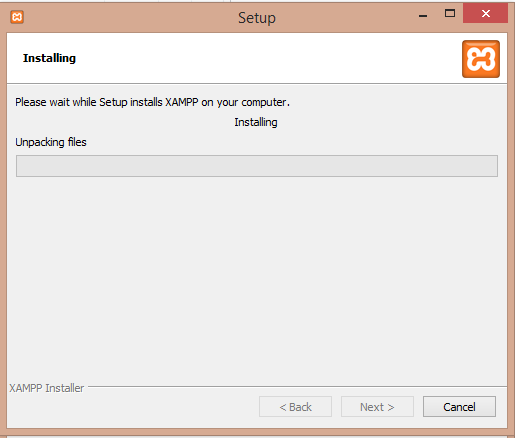 Setup
Installing
Please wait while Setup installs XAMPP on your computer.
Installing
Unpacking files
XAMPP Installer
< Back
Next >
Cancel